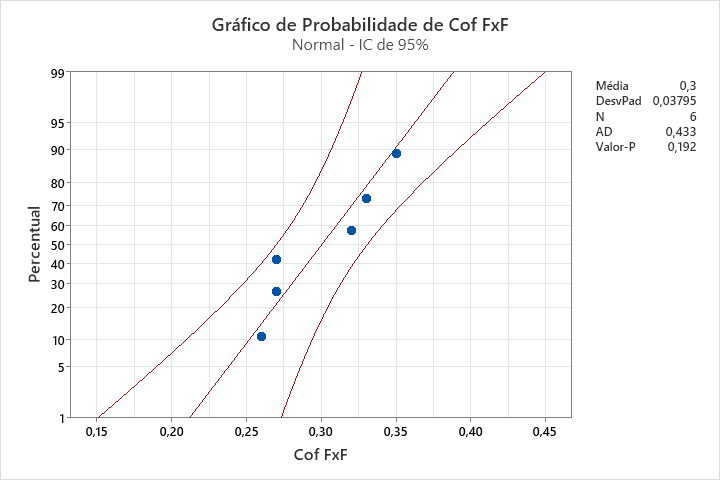 Gráfico de Probabilidade de Cof FxF
Normal - IC de 95%
Média 0,3
DesvPad 0,03795
N 6
AD 0,433
Valor-P 0,192
Percentual
99
95
90
80
70
60
50
40
30
20
10
5
1
0,15 0,20 0,25 0,30 0,35 0,40 0,45
Cof FxF